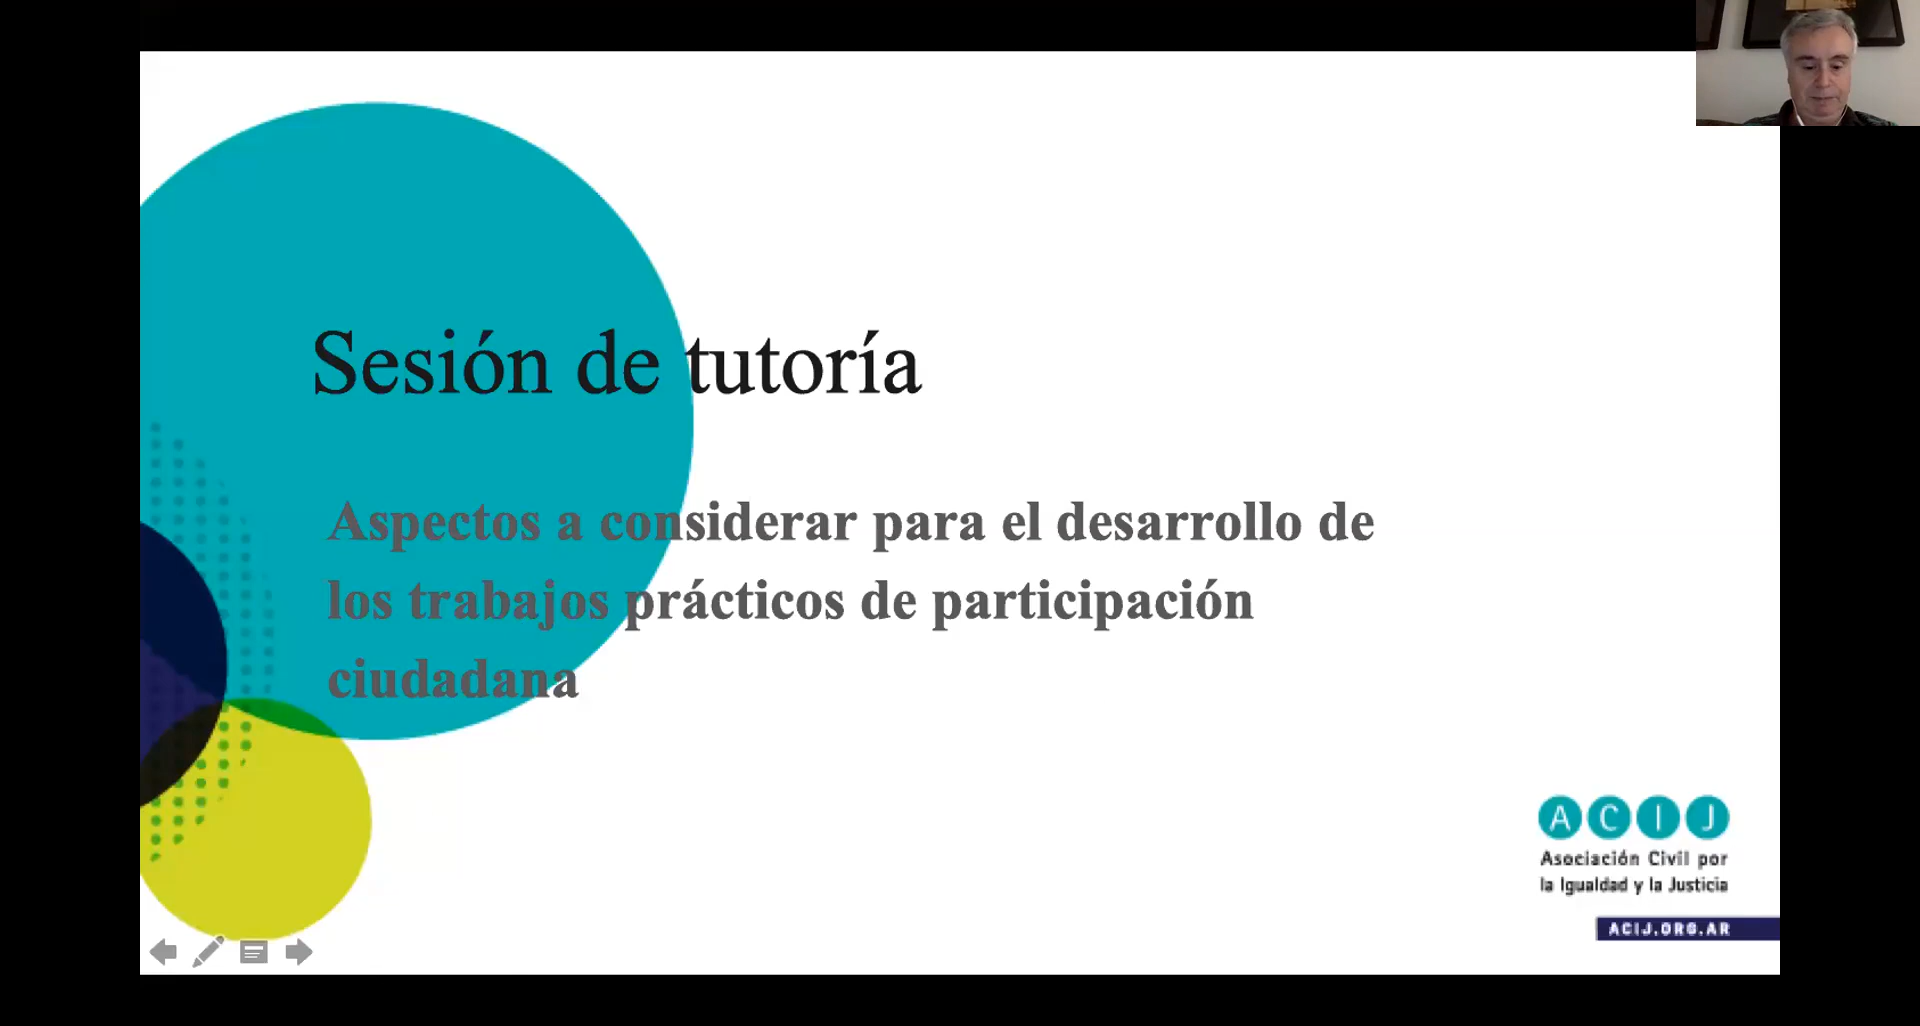 Sesión de tutoría
Aspectos a considerar para el desarrollo de
los trabajos prácticos de participación
ciudadana
A C I J
Asociación Civil por
la Igualdad y la Justicia
ACIJ.ORG.AR